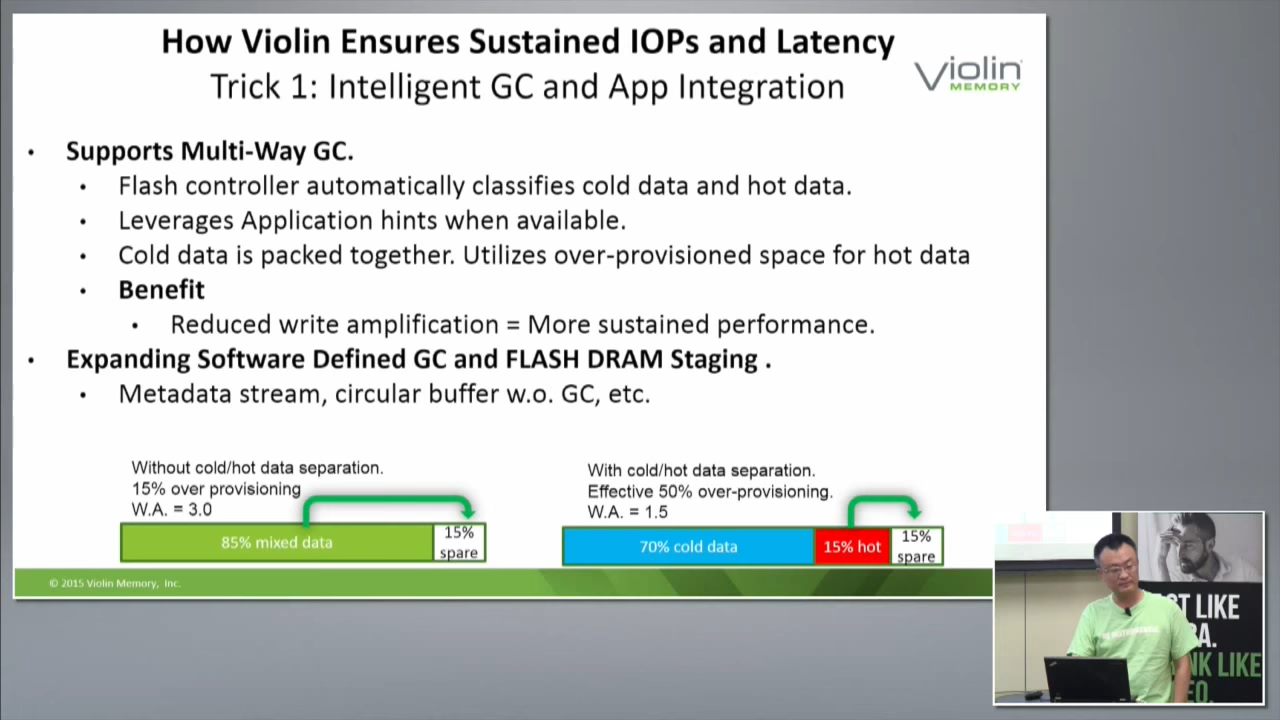 How Violin Ensures Sustained IOPs and Latency
Trick 1: Intelligent GC and App Integration
Violin
MEMORY
• Supports Multi-Way GC.
• Flash controller automatically classifies cold data and hot data.
• Leverages Application hints when available.
• Cold data is packed together. Utilizes over-provisioned space for hot data
• Benefit
• Reduced write amplification = More sustained performance.
• Expanding Software Defined GC and FLASH DRAM Staging .
• Metadata stream, circular buffer w.o. GC, etc.
Without cold/hot data separation.
15% over provisioning
W.A. = 3.0
85% mixed data
15%
spare
With cold/hot data separation.
Effective 50% over-provisioning.
W.A. = 1.5
70% cold data
15% hot
15%
spare
© 2015 Violin Memory, Inc.
LIKE
LIKE